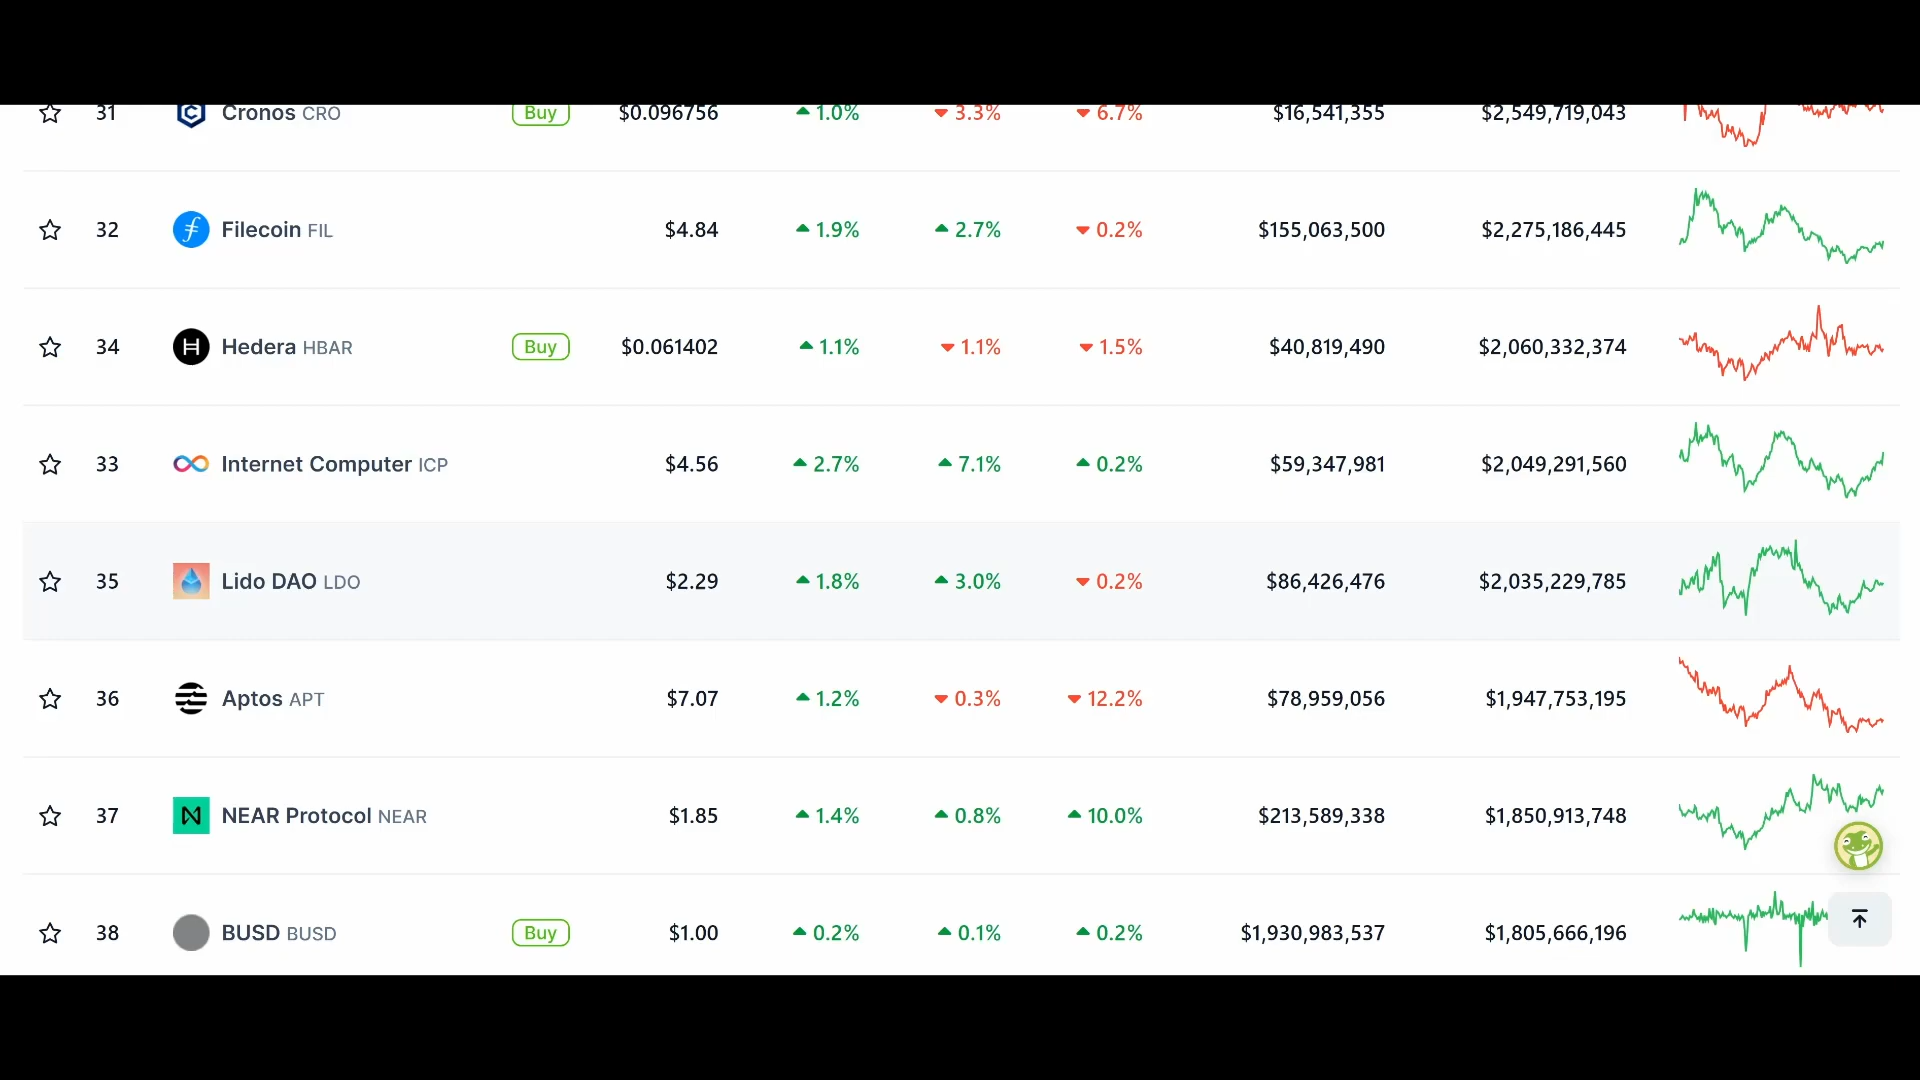 31 Cronos CRO Buy $0.096756 1.0% 3.3% 6.7% $16,541,355 $2,549,719,043
32 Filecoin FIL $4.84 1.9% 2.7% 0.2% $155,063,500 $2,275,186,445
34 Hedera HBAR Buy $0.061402 1.1% 1.1% 1.5% $40,819,490 $2,060,332,374
33 Internet Computer ICP $4.56 2.7% 7.1% 0.2% $59,347,981 $2,049,291,560
35 Lido DAO LDO $2.29 1.8% 3.0% 0.2% $86,426,476 $2,035,229,785
36 Aptos APT $7.07 1.2% 0.3% 12.2% $78,959,056 $1,947,753,195
37 NEAR Protocol NEAR $1.85 1.4% 0.8% 10.0% $213,589,338 $1,850,913,748
38 BUSD BUSD Buy $1.00 0.2% 0.1% 0.2% $1,930,983,537 $1,805,666,196